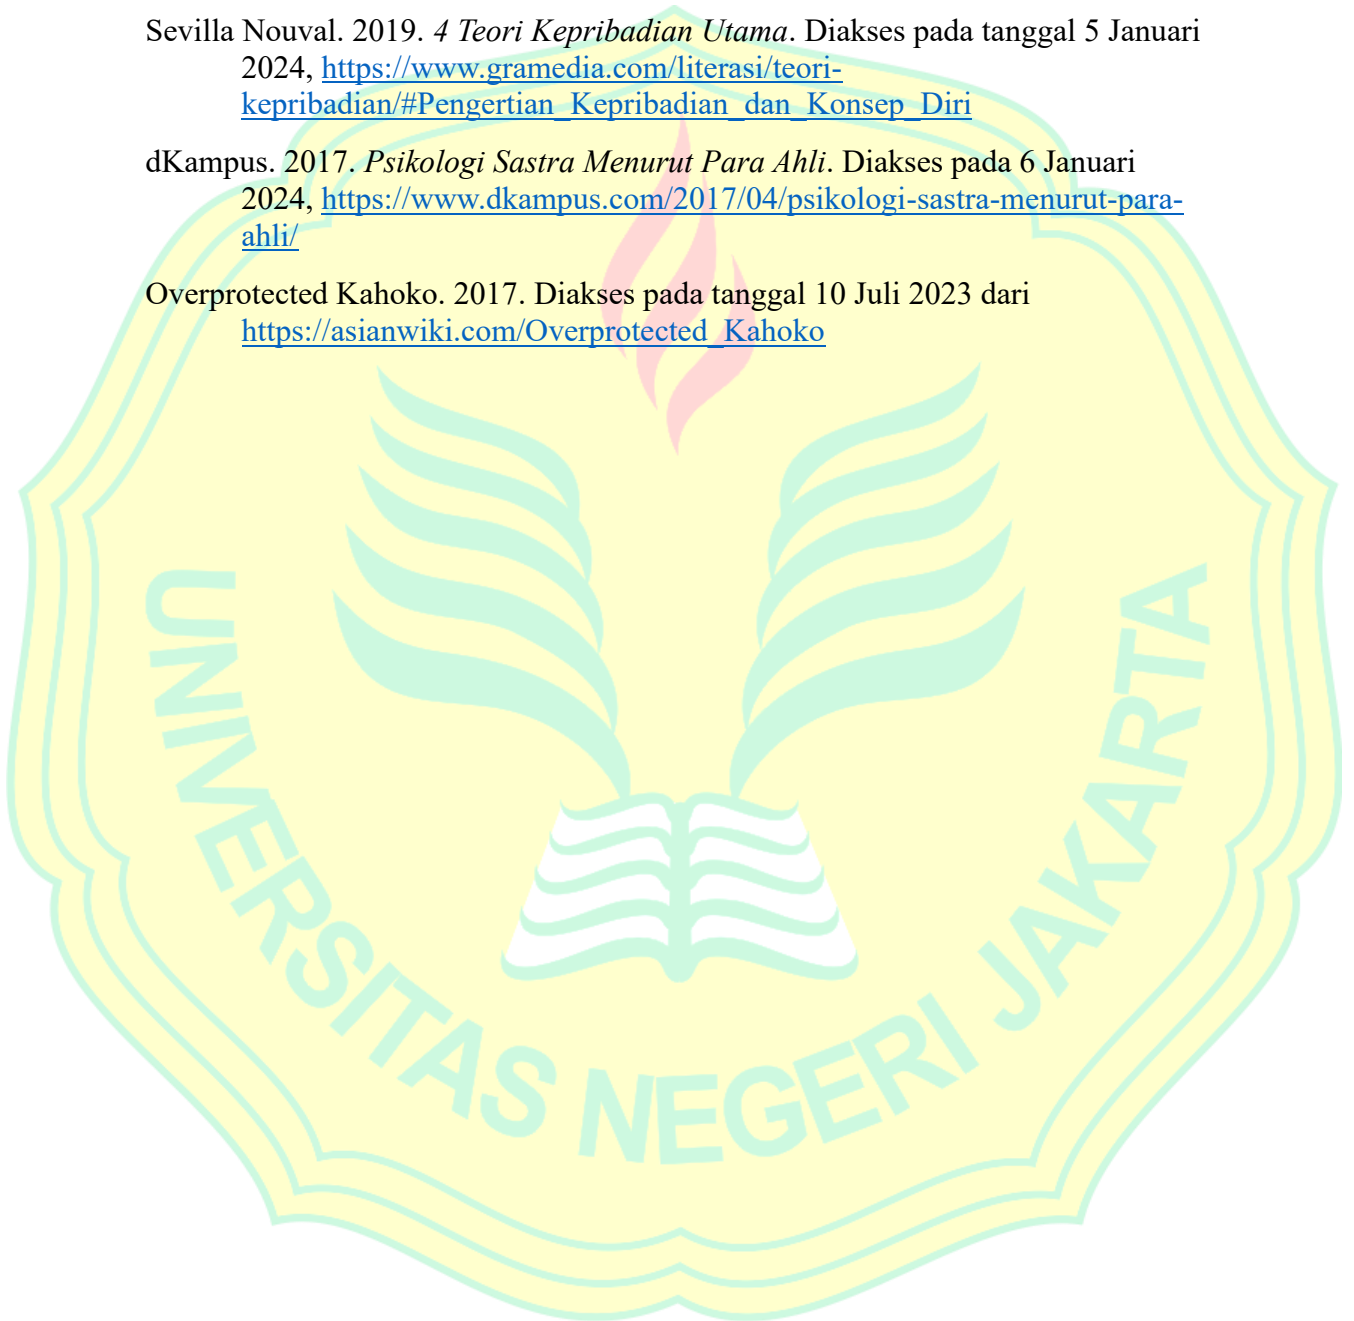 Sevilla Nouval. 2019. 4 Teori Kepribadian Utama. Diakses pada tanggal 5 Januari
2024, https://www.gramedia.com/literasi/teori-
kepribadian/#Pengertian_Kepribadian_dan_Konsep_Diri
dKampus. 2017. Psikologi Sastra Menurut Para Ahli. Diakses pada 6 Januari
2024, https://www.dkampus.com/2017/04/psikologi-sastra-menurut-para-
ahli/
Overprotected Kahoko. 2017. Diakses pada tanggal 10 Juli 2023 dari
https://asianwiki.com/Overprotected_Kahoko
UNIVERSITAS NEGERI JAKARTA